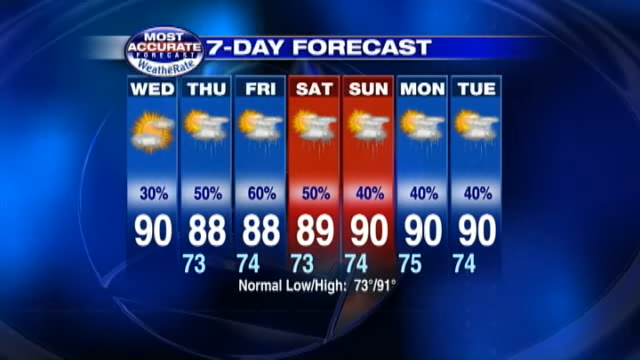 MOST
ACCURATE
FORECAST
WeatheRate
7-DAY FORECAST
WED THU FRI SAT SUN MON TUE
30% 50% 60% 50% 40% 40% 40%
90 88 88 89 90 90 90
73 74 73 74 75 74
Normal Low/High: 73°/91°